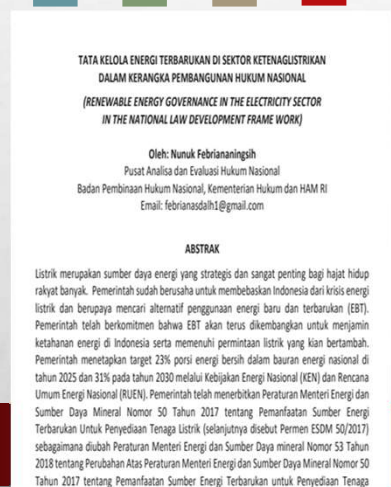 TATA KELOLA ENERGI TERBARUKAN DI SEKTOR KETENAGLISTRIKAN
DALAM KERANGKA PEMBANGUNAN HUKUM NASIONAL
(RENEWABLE ENERGY GOVERNANCE IN THE ELECTRICITY SECTOR
IN THE NATIONAL LAW DEVELOPMENT FRAME WORK)
Oleh: Nunuk Febriananingsih
Pusat Analisa dan Evaluasi Hukum Nasional
Badan Pembinaan Hukum Nasional, Kementerian Hukum dan HAM RI
Email: febrianasdalh1@gmail.com
ABSTRAK
Listrik merupakan sumber daya energi yang strategis dan sangat penting bagi hajat hidup
rakyat banyak. Pemerintah sudah berusaha untuk membebaskan Indonesia dari krisis energi
listrik dan berupaya mencari alternatif penggunaan energi baru dan terbarukan (EBT).
Pemerintah telah berkomitmen bahwa EBT akan terus dikembangkan untuk menjamin
ketahanan energi di Indonesia serta memenuhi permintaan listrik yang kian bertambah.
Pemerintah menetapkan target 23% porsi energi bersih dalam bauran energi nasional di
tahun 2025 dan 31% pada tahun 2030 melalui Kebijakan Energi Nasional (KEN) dan Rencana
Umum Energi Nasional (RUEN). Pemerintah telah menerbitkan Peraturan Menteri Energi dan
Sumber Daya Mineral Nomor 50 Tahun 2017 tentang Pemanfaatan Sumber Energi
Terbarukan Untuk Penyediaan Tenaga Listrik (selanjutnya disebut Permen ESDM 50/2017)
sebagaimana diubah Peraturan Menteri Energi dan Sumber Daya mineral Nomor 53 Tahun
2018 tentang Perubahan Atas Peraturan Menteri Energi dan Sumber Daya Mineral Nomor 50
Tahun 2017 tentang Pemanfaatan Sumber Energi Terbarukan untuk Penyediaan Tenaga